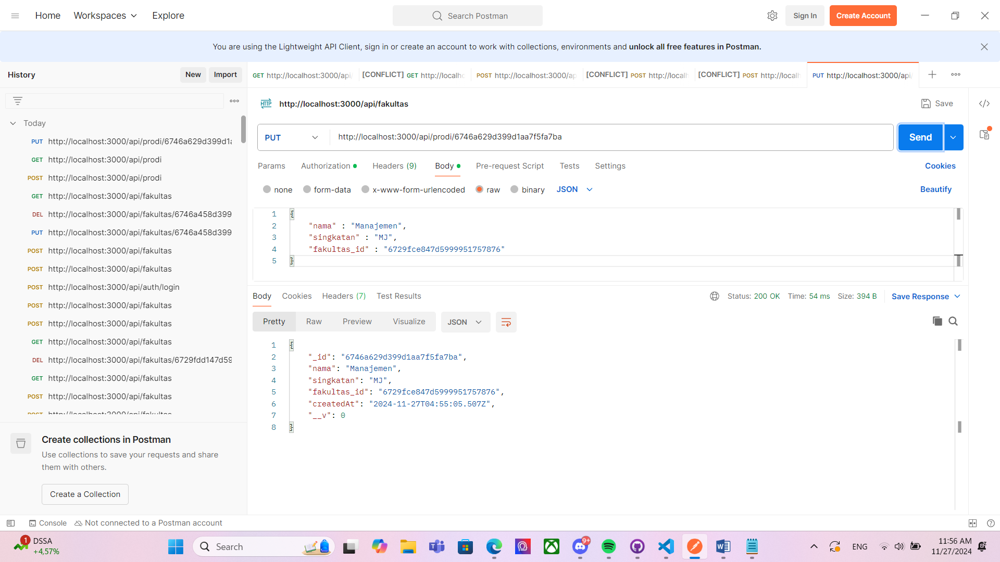 Home
Workspaces
Explore
Search Postman
Sign In
Create Account
You are using the Lightweight API Client, sign in or create an account to work with collections, environments and unlock all free features in Postman.
History
New
Import
GET http://localhost:3000/api/
[CONFLICT] GET http://localho
POST http://localhost:3000/ap
[CONFLICT] POST http://localh
[CONFLICT] POST http://localh
PUT http://localhost:3000/api/
HTTP http://localhost:3000/api/fakultas
Save
Today
PUT http://localhost:3000/api/prodi/6746a629d399d1a
GET http://localhost:3000/api/prodi
POST http://localhost:3000/api/prodi
GET http://localhost:3000/api/fakultas
DEL http://localhost:3000/api/fakultas/6746a458d399
PUT http://localhost:3000/api/fakultas/6746a458d399
POST http://localhost:3000/api/fakultas
POST http://localhost:3000/api/fakultas
POST http://localhost:3000/api/auth/login
POST http://localhost:3000/api/fakultas
POST http://localhost:3000/api/fakultas
GET http://localhost:3000/api/fakultas
DEL http://localhost:3000/api/fakultas/6729fdd147d59
GET http://localhost:3000/api/fakultas
POST http://localhost:3000/api/fakultas
POST http://localhost:3000/api/fakultas
Create collections in Postman
Use collections to save your requests and share
them with others.
Create a Collection
PUT
http://localhost:3000/api/prodi/6746a629d399d1aa7f5fa7ba
Send
Params
Authorization
Headers (9)
Body
Pre-request Script
Tests
Settings
Cookies
none
form-data
x-www-form-urlencoded
raw
binary
JSON
Beautify
1 {
2 "nama" : "Manajemen",
3 "singkatan" : "MJ",
4 "fakultas_id" : "6729fce847d5999951757876"
5 }
Body
Cookies
Headers (7)
Test Results
Status: 200 OK
Time: 54 ms
Size: 394 B
Save Response
Pretty
Raw
Preview
Visualize
JSON
1 {
2 "_id": "6746a629d399d1aa7f5fa7ba",
3 "nama": "Manajemen",
4 "singkatan": "MJ",
5 "fakultas_id": "6729fce847d5999951757876",
6 "createdAt": "2024-11-27T04:55:05.507Z",
7 "__v": 0
8 }
Console
Not connected to a Postman account
1
DSSA
+4,57%
Search
9+
ENG
11:56 AM
11/27/2024